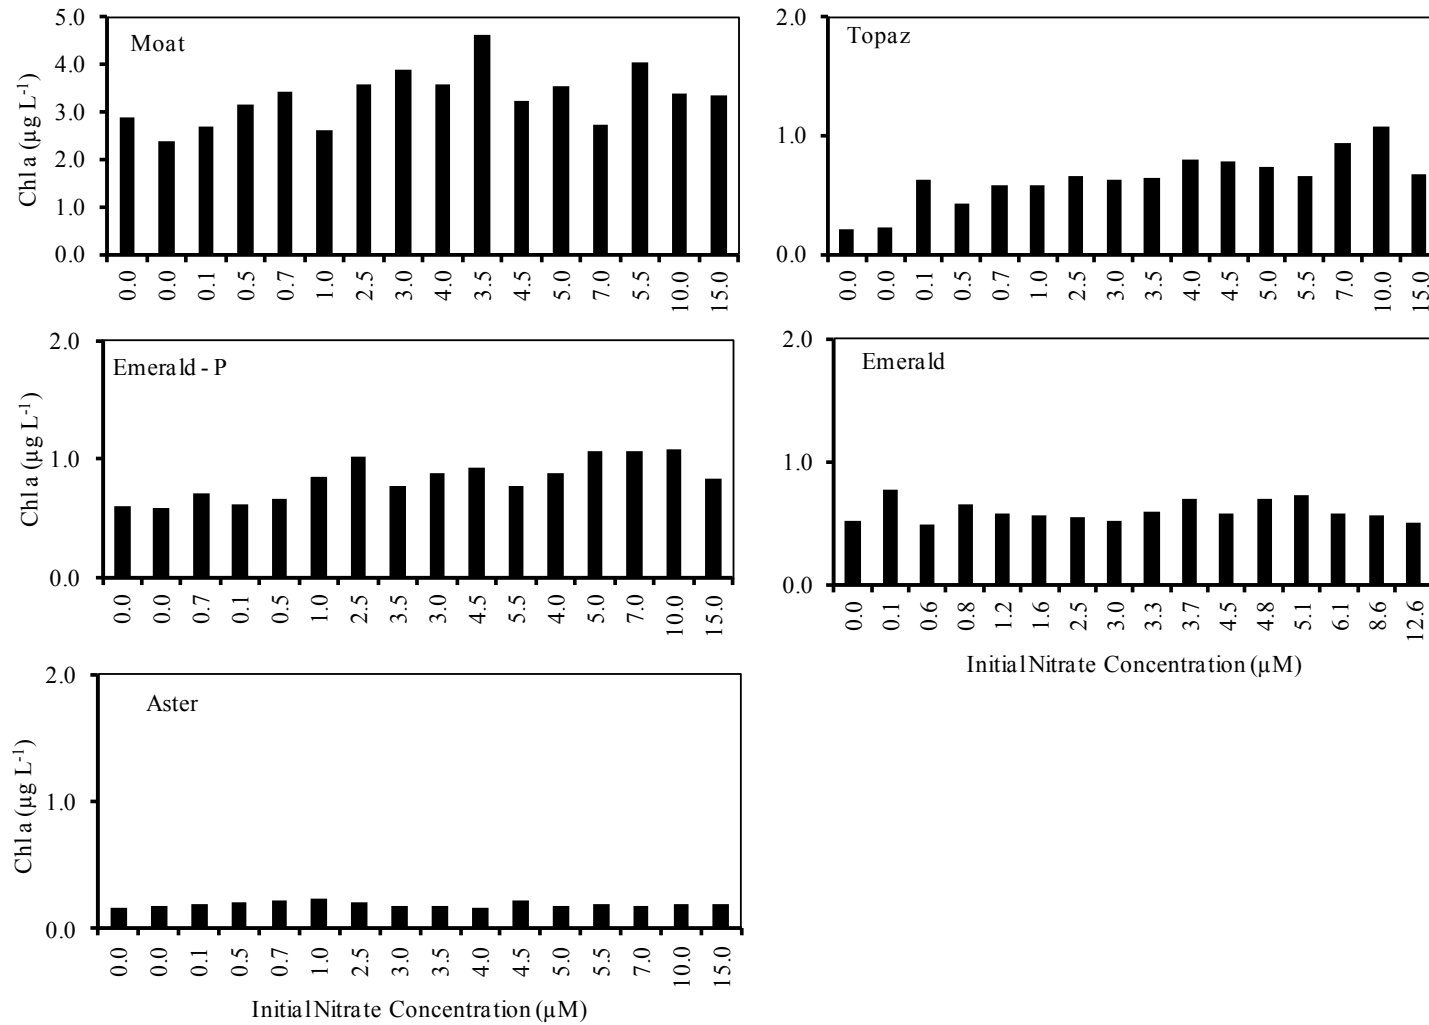 Moat
Chl a (µg L-1)
5.0
4.0
3.0
2.0
1.0
0.0
0.0 0.0 0.1 0.5 0.7 1.0 2.5 3.0 4.0 3.5 4.5 5.0 7.0 5.5 10.0 15.0
Topaz
2.0
1.0
0.0
0.0 0.0 0.1 0.5 0.7 1.0 2.5 3.0 3.5 4.0 4.5 5.0 5.5 7.0 10.0 15.0
Emerald - P
Chl a (µg L-1)
2.0
1.0
0.0
0.0 0.0 0.7 0.1 0.5 1.0 2.5 3.5 3.0 4.5 5.5 4.0 5.0 7.0 10.0 15.0
Emerald
2.0
1.0
0.0
0.0 0.1 0.6 0.8 1.2 1.6 2.5 3.0 3.3 3.7 4.5 4.8 5.1 6.1 8.6 12.6
Initial Nitrate Concentration (µM)
Aster
Chl a (µg L-1)
2.0
1.0
0.0
0.0 0.0 0.1 0.5 0.7 1.0 2.5 3.0 3.5 4.0 4.5 5.0 5.5 7.0 10.0 15.0
Initial Nitrate Concentration (µM)